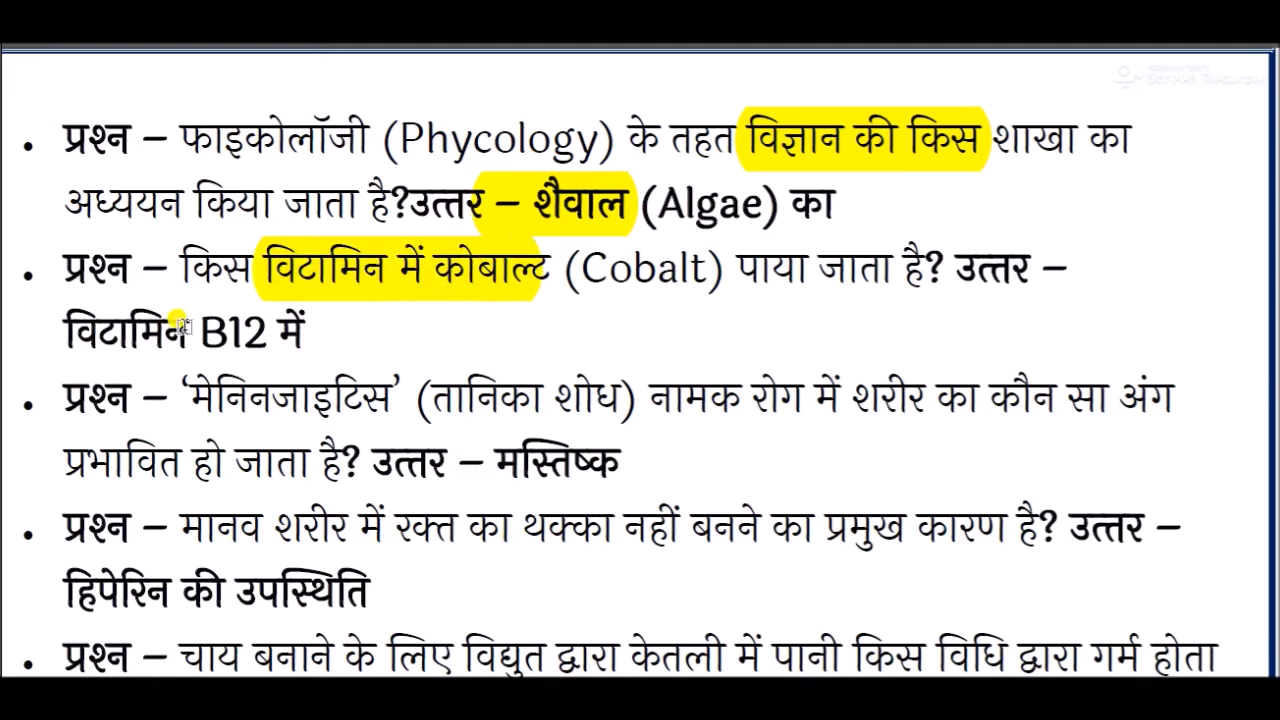 • प्रश्न – फाइकोलॉजी (Phycology) के तहत विज्ञान की किस शाखा का
अध्ययन किया जाता है?उत्तर – शैवाल (Algae) का
• प्रश्न – किस विटामिन में कोबाल्ट (Cobalt) पाया जाता है? उत्तर –
विटामिन B12 में
• प्रश्न – ‘मेनिनजाइटिस’ (तानिका शोध) नामक रोग में शरीर का कौन सा अंग
प्रभावित हो जाता है? उत्तर – मस्तिष्क
• प्रश्न – मानव शरीर में रक्त का थक्का नहीं बनने का प्रमुख कारण है? उत्तर –
हिपेरिन की उपस्थिति
• प्रश्न – चाय बनाने के लिए विद्युत द्वारा केतली में पानी किस विधि द्वारा गर्म होता